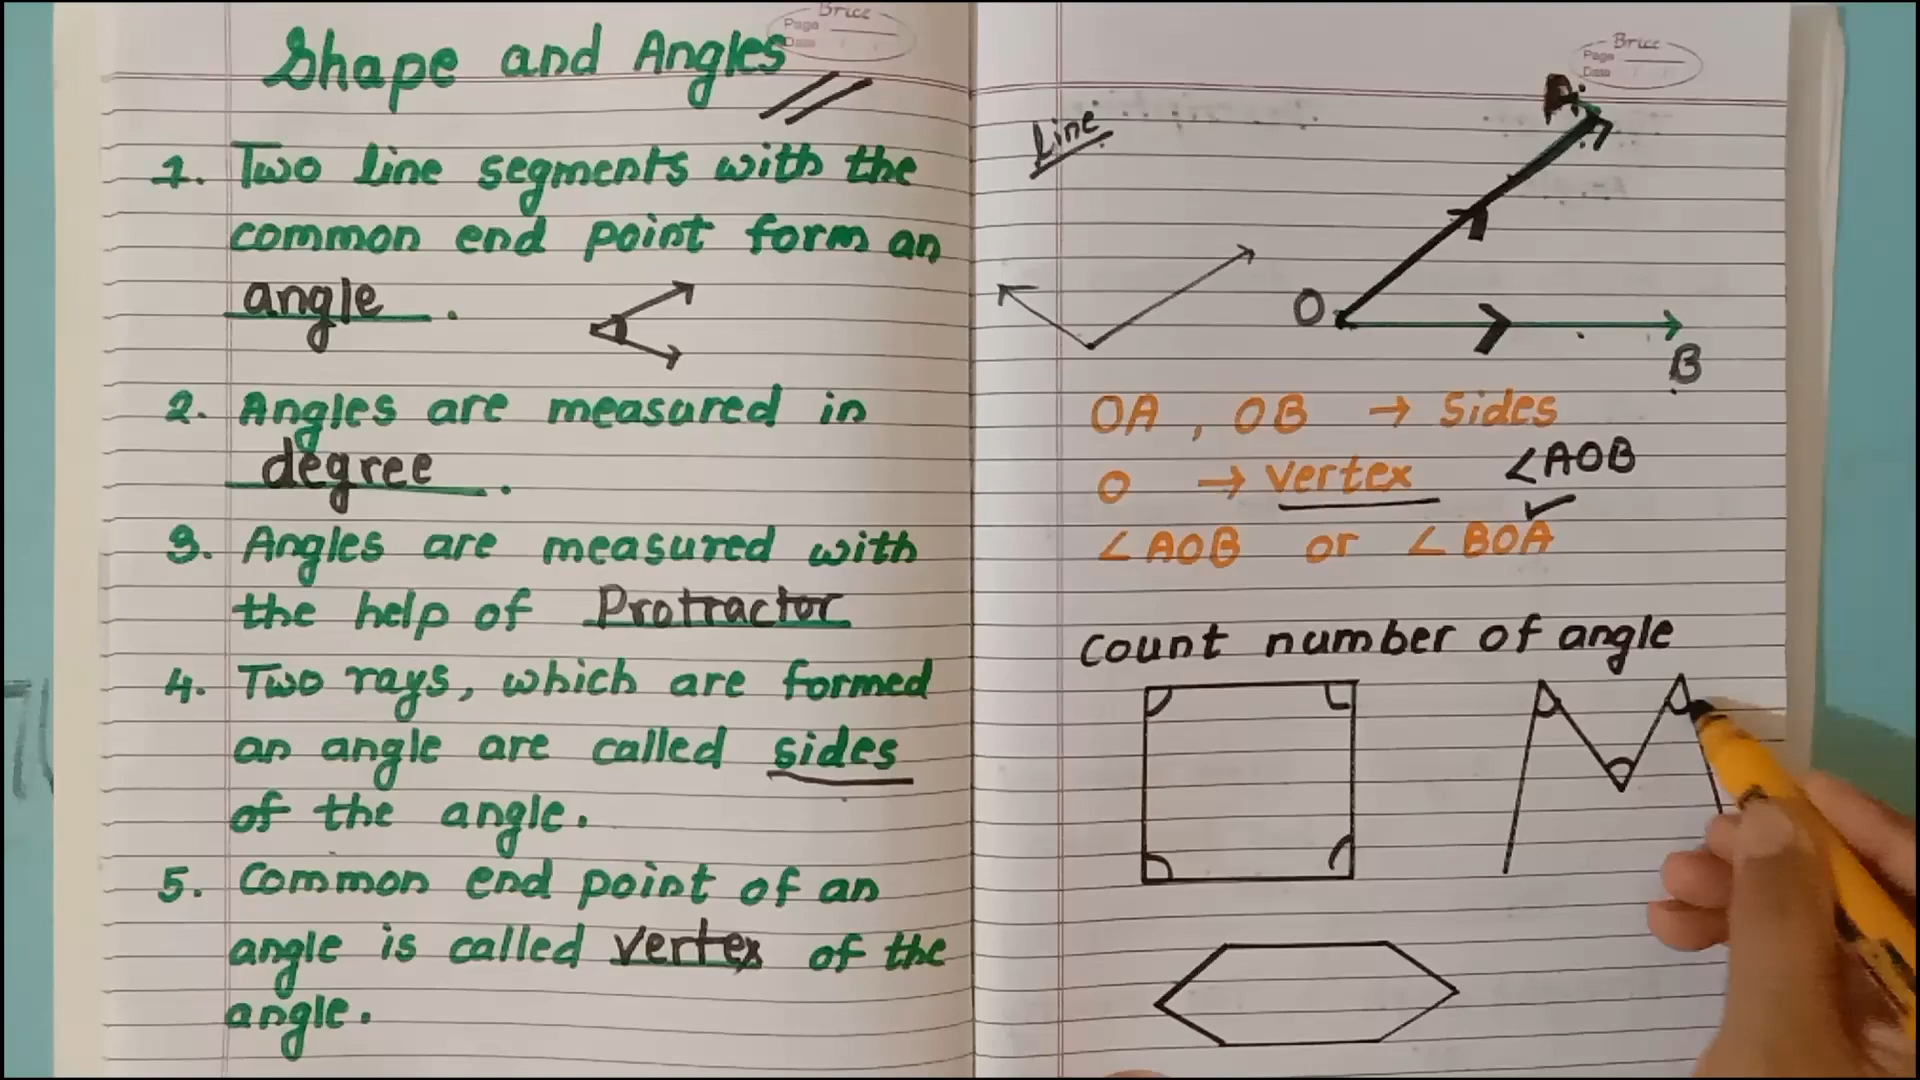 Brice
Page
Date
Shape and Angles
1. Two line segments with the
common end point form an
angle.
2. Angles are measured in
degree.
3. Angles are measured with
the help of Protractor
4. Two rays, which are formed
an angle are called sides
of the angle.
5. Common end point of an
angle is called vertex of the
angle.
Brice
Page
Date
Line
A
O
B
OA, OB → Sides
O → vertex
∠AOB
∠AOB or ∠BOA
count number of angle